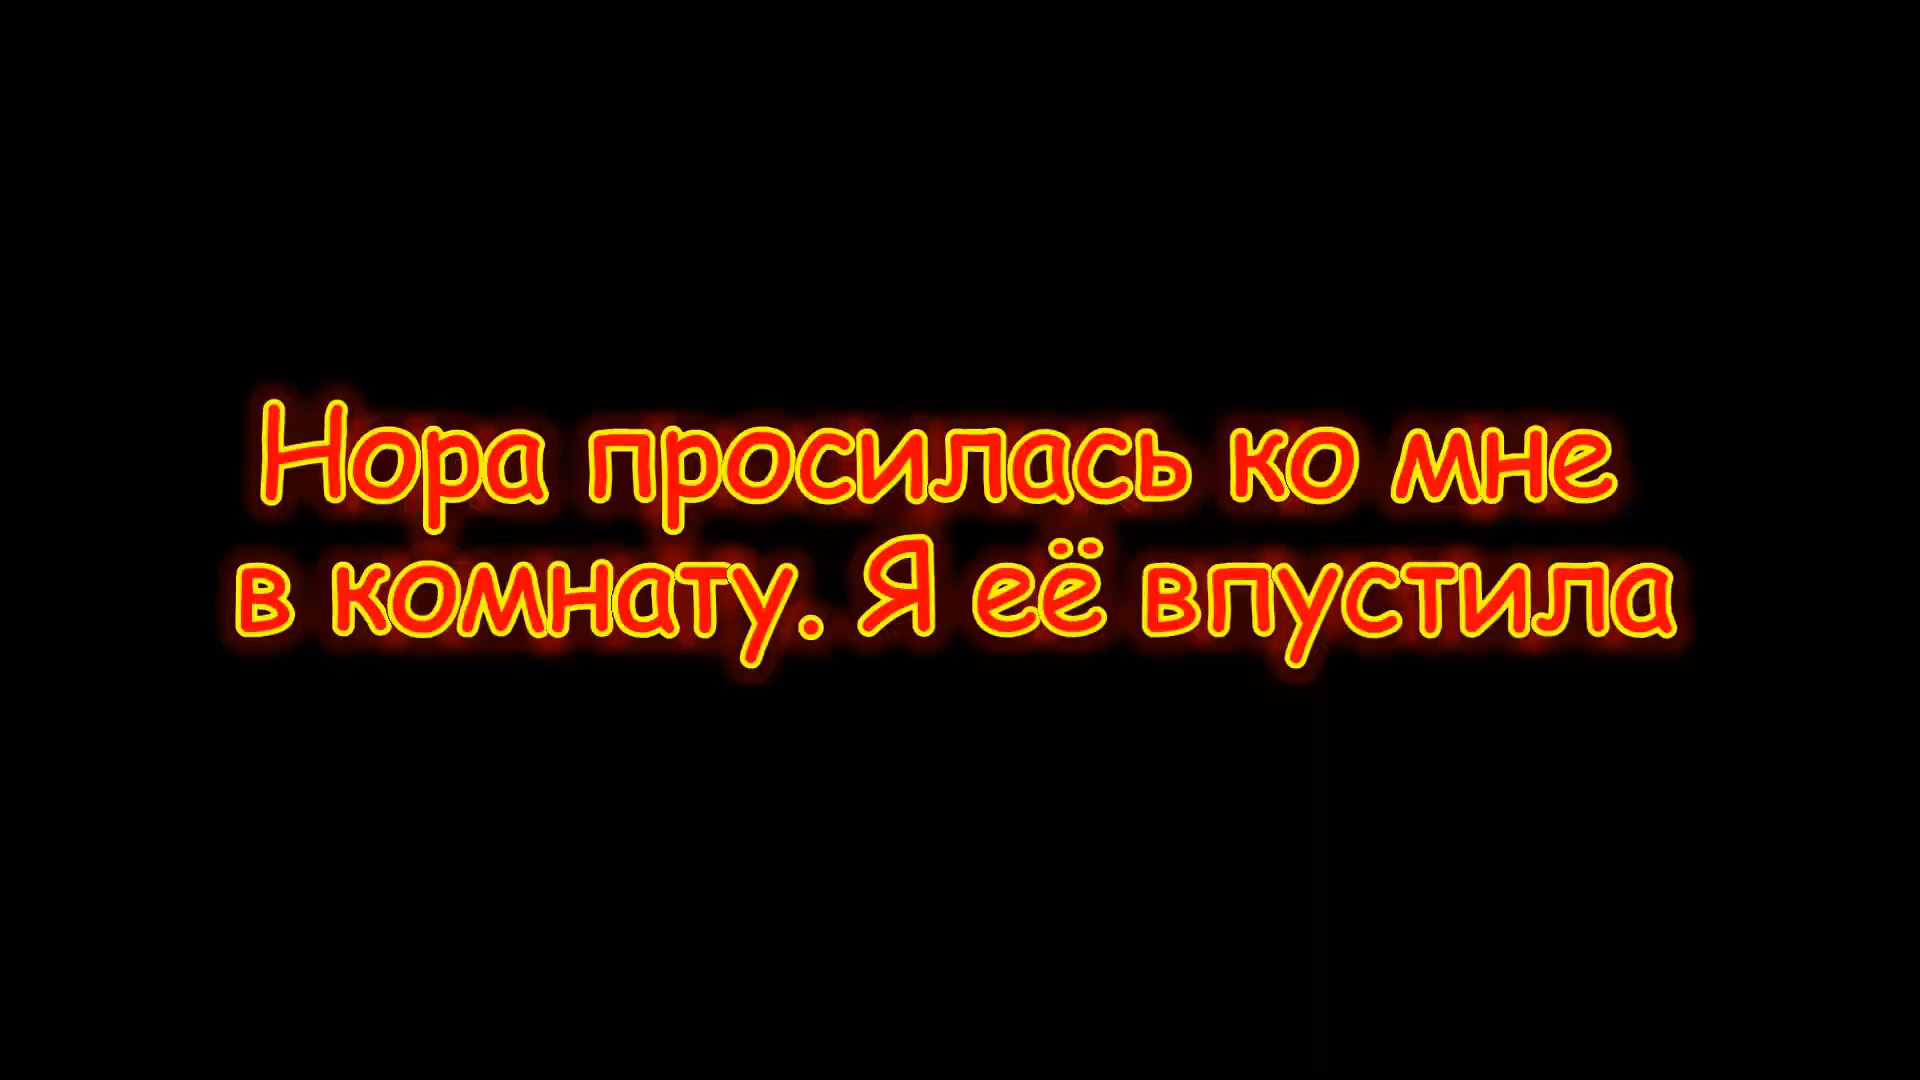 Нора просилась ко мне
в комнату. Я её впустила